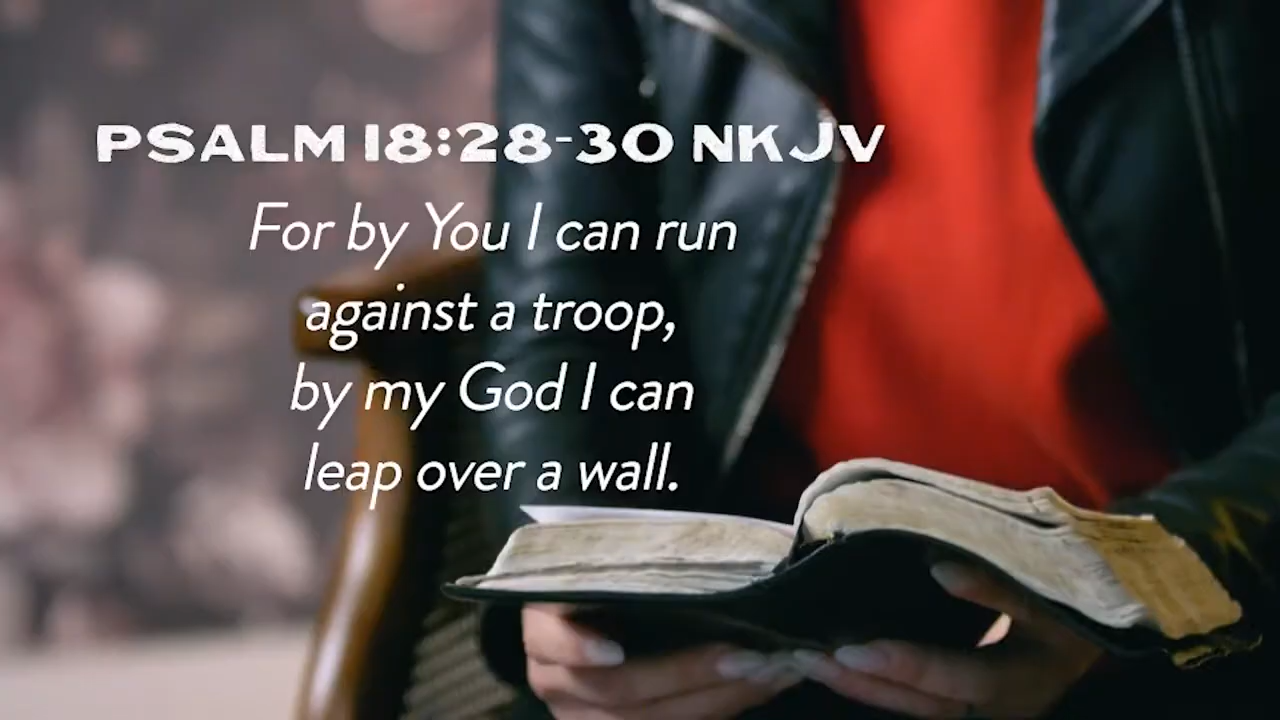 PSALM 18:28-30 NKJV
For by You I can run
against a troop,
by my God I can
leap over a wall.